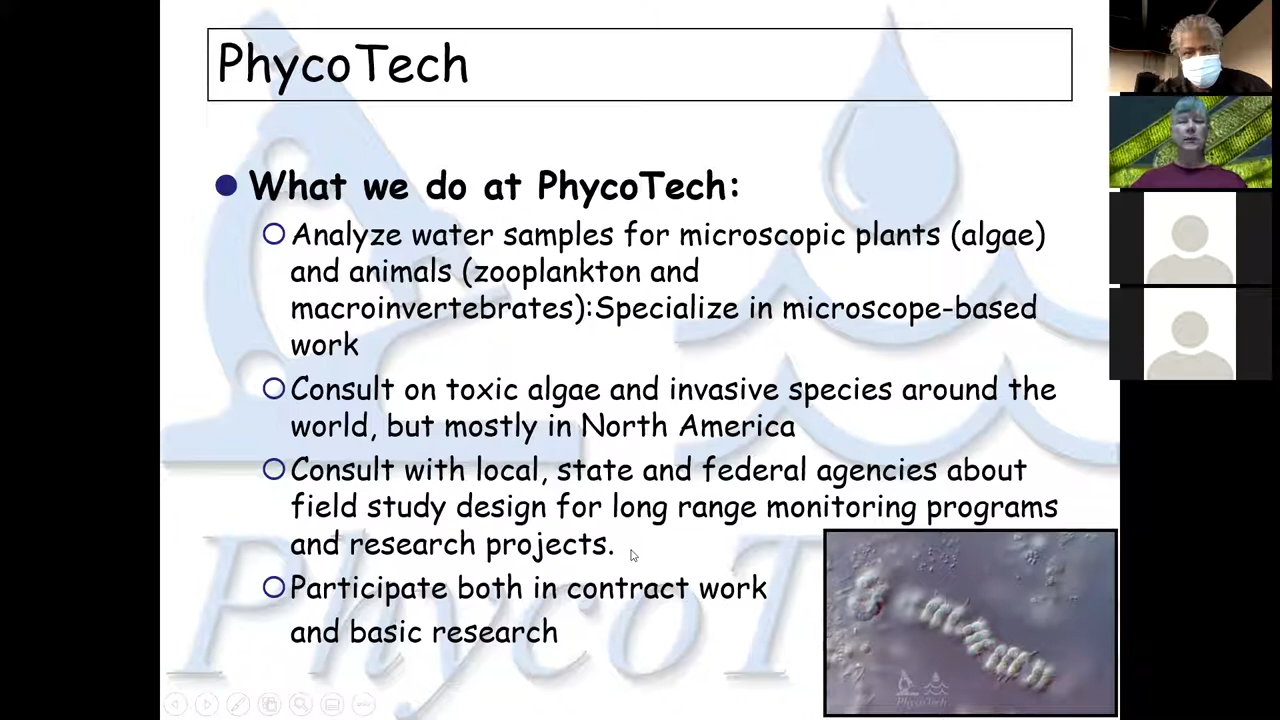 PhycoTech
What we do at PhycoTech:
Analyze water samples for microscopic plants (algae)
and animals (zooplankton and
macroinvertebrates):Specialize in microscope-based
work
Consult on toxic algae and invasive species around the
world, but mostly in North America
Consult with local, state and federal agencies about
field study design for long range monitoring programs
and research projects.
Participate both in contract work
and basic research
PhycoT
PhycoTech